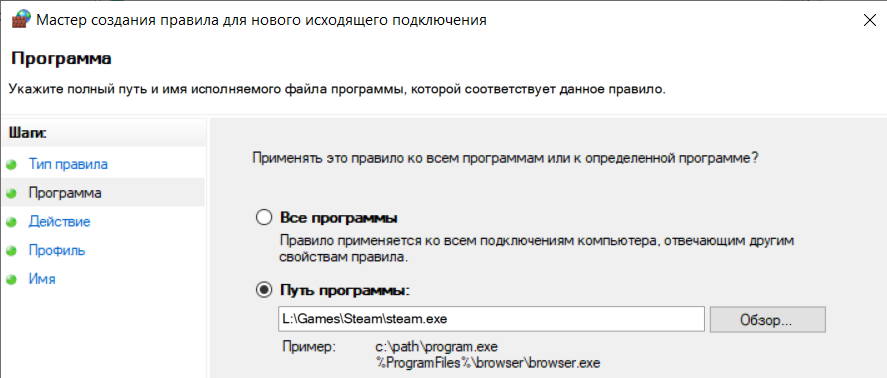 Мастер создания правила для нового исходящего подключения
Программа
Укажите полный путь и имя исполняемого файла программы, которой соответствует данное правило.
Шаги:
Тип правила
Программа
Действие
Профиль
Имя
Применять это правило ко всем программам или к определенной программе?
Все программы
Правило применяется ко всем подключениям компьютера, отвечающим другим
свойствам правила.
Путь программы:
L:\Games\Steam\steam.exe
Обзор...
Пример: c:\path\program.exe
%ProgramFiles%\browser\browser.exe